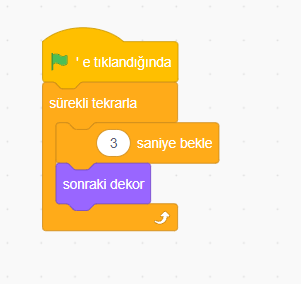 ' e tıklandığında
sürekli tekrarla
3 saniye bekle
sonraki dekor